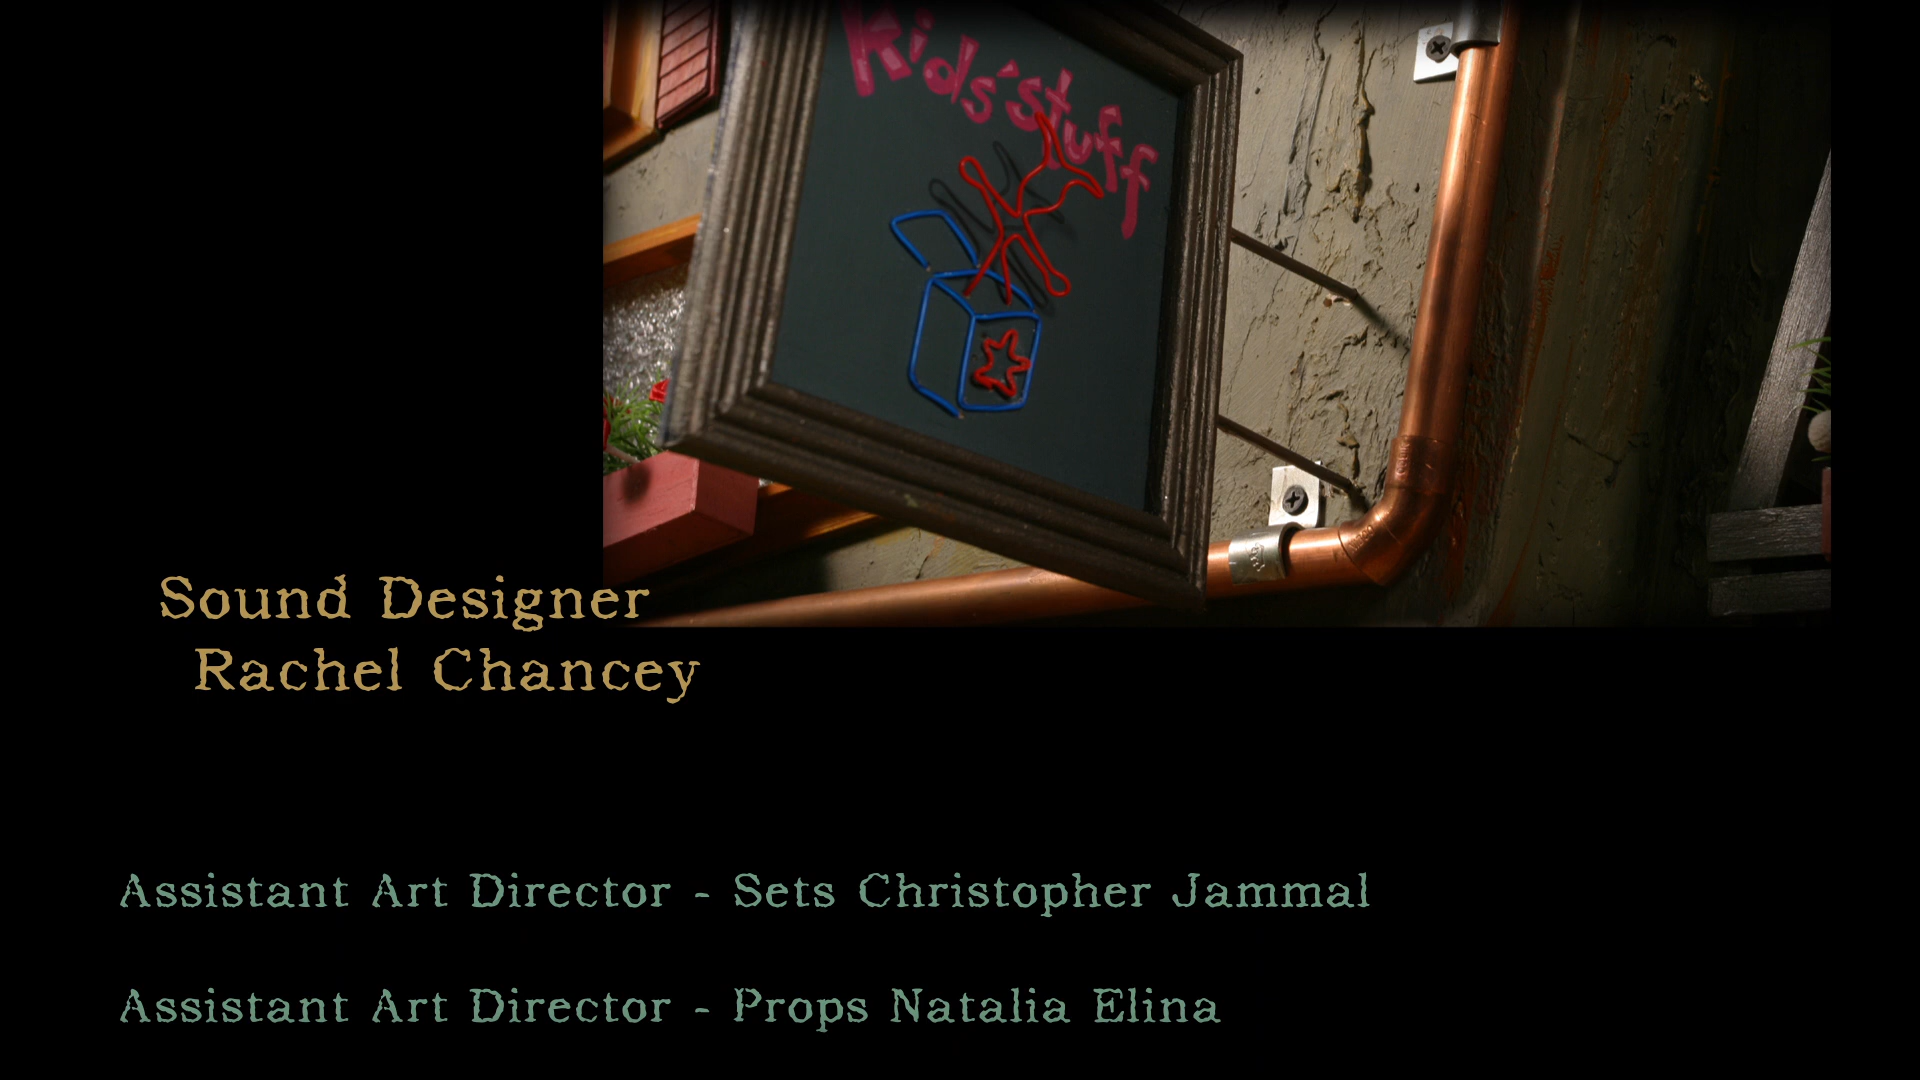 Kids' stuff
Sound Designer
Rachel Chancey
Assistant Art Director - Sets Christopher Jammal
Assistant Art Director - Props Natalia Elina